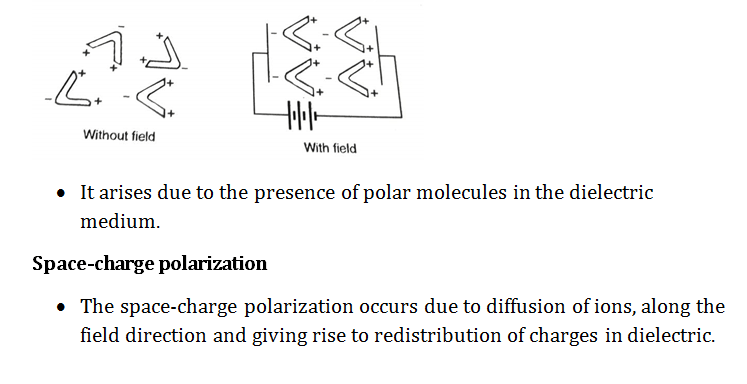 Without field
With field
• It arises due to the presence of polar molecules in the dielectric
medium.
Space-charge polarization
• The space-charge polarization occurs due to diffusion of ions, along the
field direction and giving rise to redistribution of charges in dielectric.